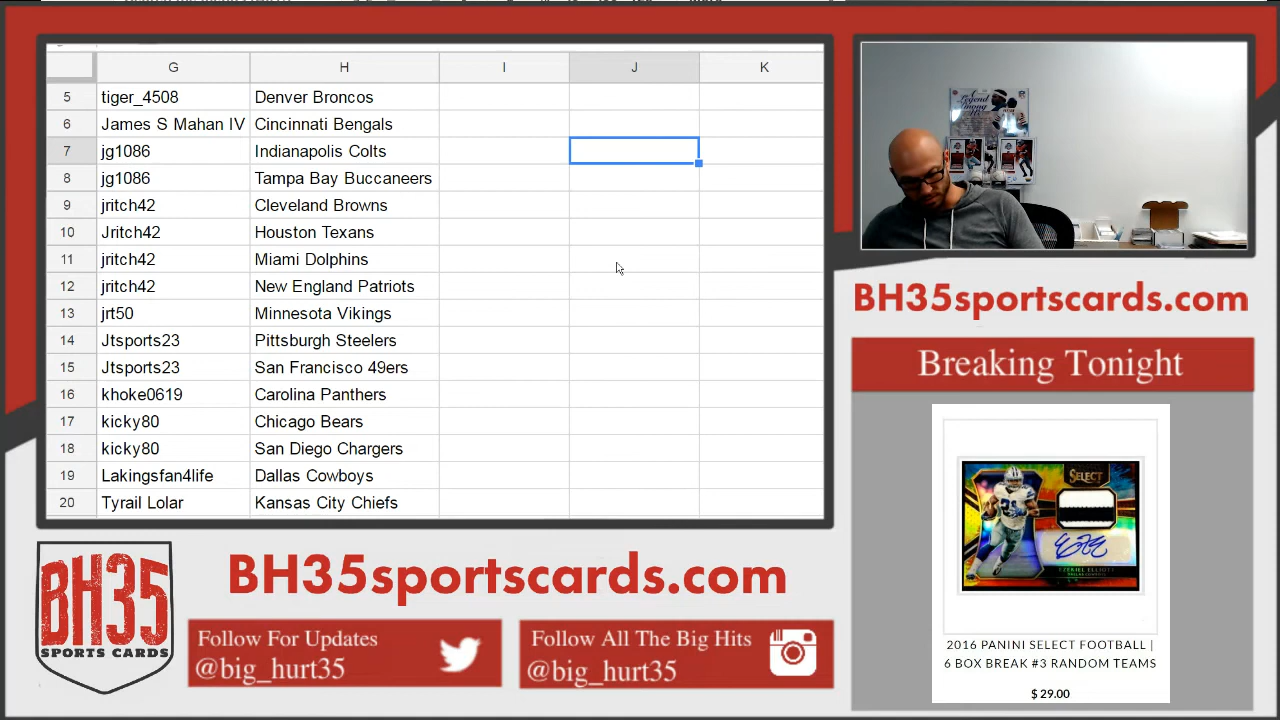 G H I J K
5 tiger_4508 Denver Broncos
6 James S Mahan IV Cincinnati Bengals
7 jg1086 Indianapolis Colts
8 jg1086 Tampa Bay Buccaneers
9 jritch42 Cleveland Browns
10 Jritch42 Houston Texans
11 jritch42 Miami Dolphins
12 jritch42 New England Patriots
13 jrt50 Minnesota Vikings
14 Jtsports23 Pittsburgh Steelers
15 Jtsports23 San Francisco 49ers
16 khoke0619 Carolina Panthers
17 kicky80 Chicago Bears
18 kicky80 San Diego Chargers
19 Lakingsfan4life Dallas Cowboys
20 Tyrail Lolar Kansas City Chiefs
BH35sportscards.com
Breaking Tonight
SELECT
EZEKIEL ELLIOTT
2016 PANINI SELECT FOOTBALL |
6 BOX BREAK #3 RANDOM TEAMS
$ 29.00
BH35
SPORTS CARDS
BH35sportscards.com
Follow For Updates
@big_hurt35
Follow All The Big Hits
@big_hurt35